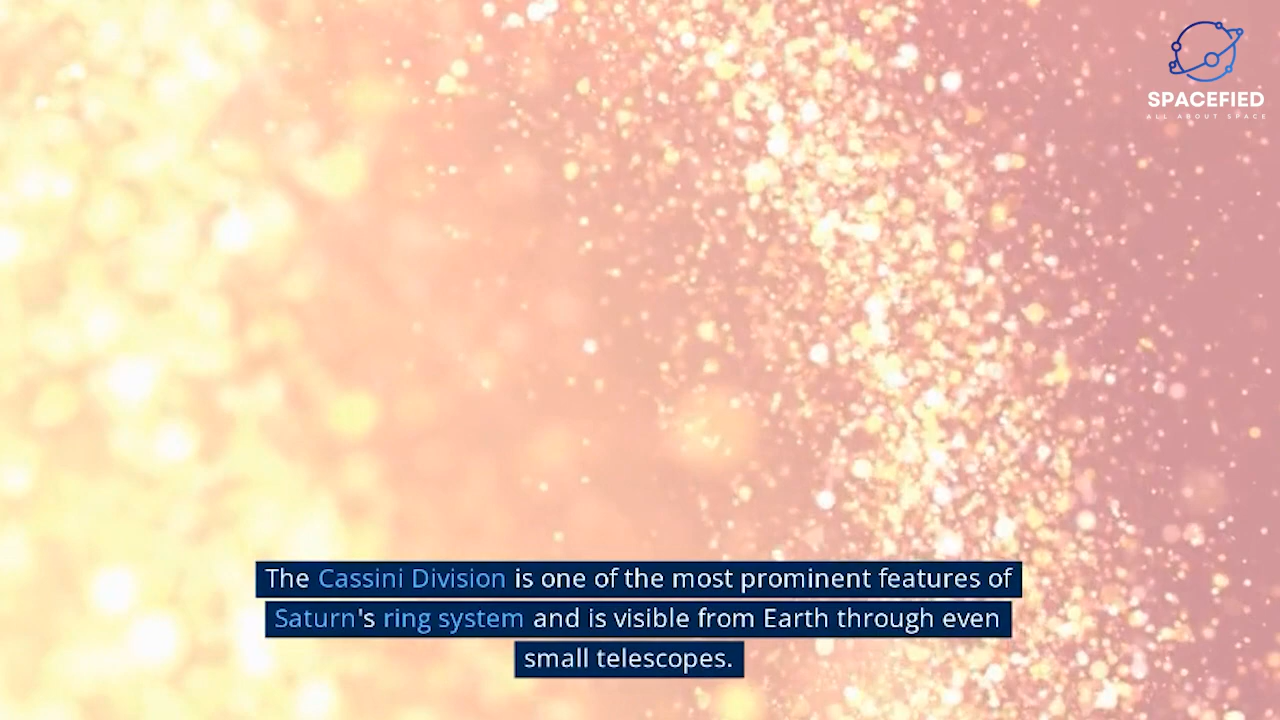 SPACEFIED
ALL ABOUT SPACE
The Cassini Division is one of the most prominent features of
Saturn's ring system and is visible from Earth through even
small telescopes.